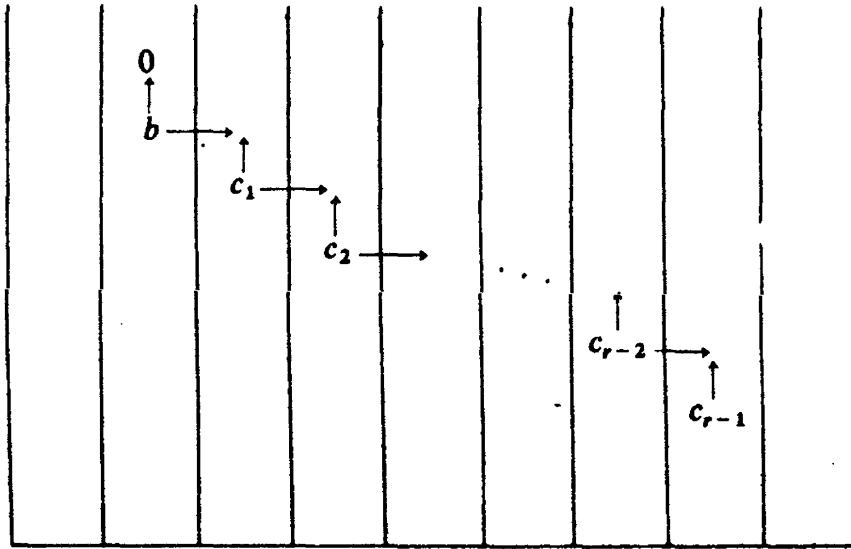 0
b
c₁
c₂
. . .
cᵣ₋₂
cᵣ₋₁